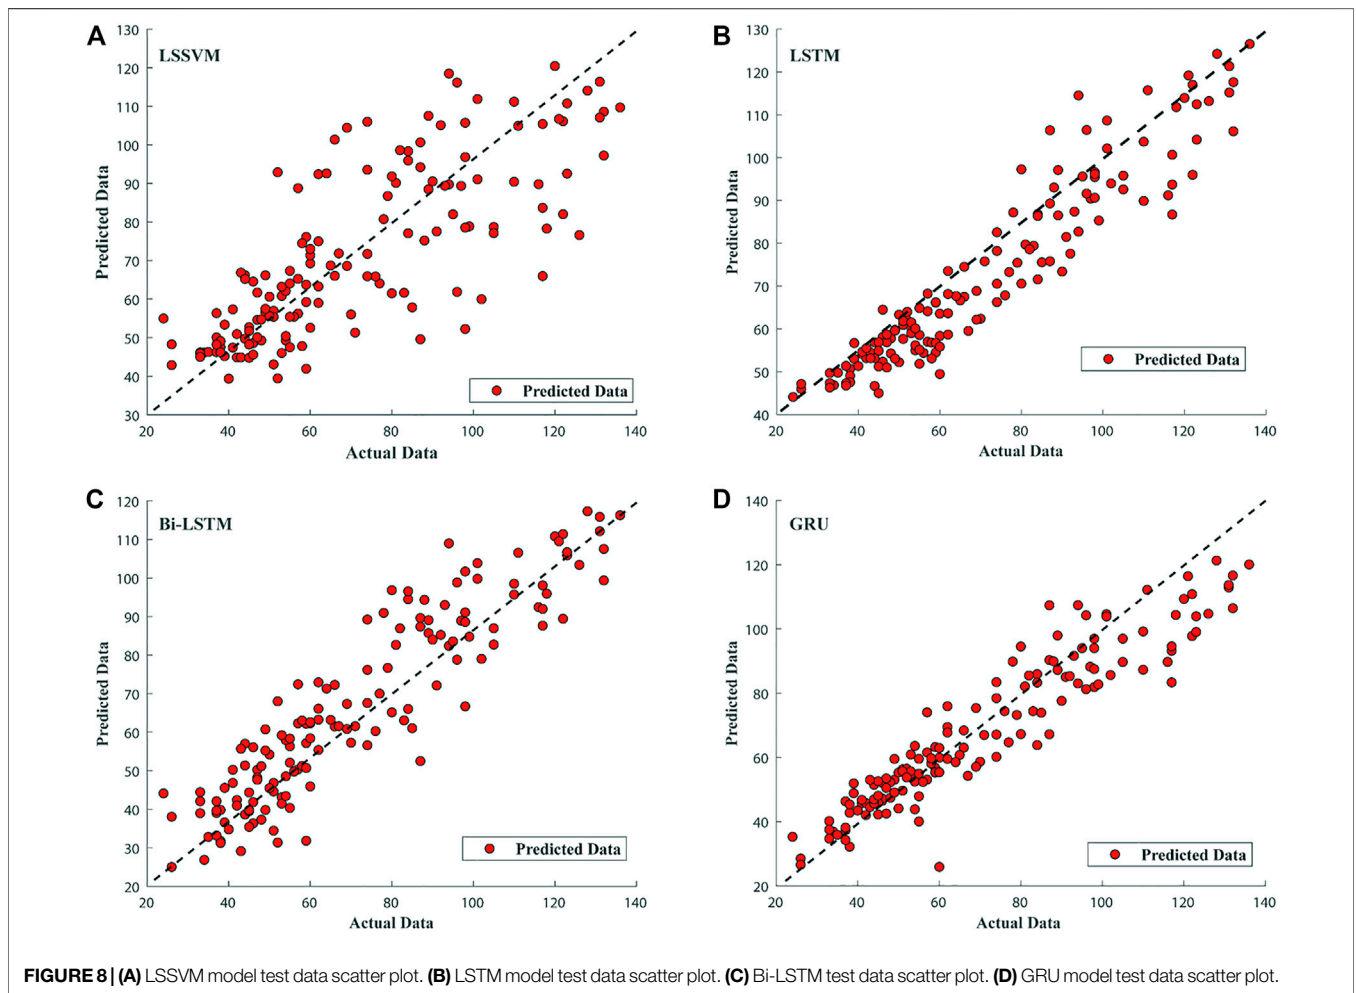 A
LSSVM
130
120
110
100
90
80
70
60
50
40
30
Predicted Data
Predicted Data
20 40 60 80 100 120 140
Actual Data
B
LSTM
130
120
110
100
90
80
70
60
50
40
Predicted Data
Predicted Data
20 40 60 80 100 120 140
Actual Data
C
Bi-LSTM
120
110
100
90
80
70
60
50
40
30
20
Predicted Data
Predicted Data
20 40 60 80 100 120 140
Actual Data
D
GRU
140
120
100
80
60
40
20
Predicted Data
Predicted Data
20 40 60 80 100 120 140
Actual Data
FIGURE 8 | (A) LSSVM model test data scatter plot. (B) LSTM model test data scatter plot. (C) Bi-LSTM test data scatter plot. (D) GRU model test data scatter plot.